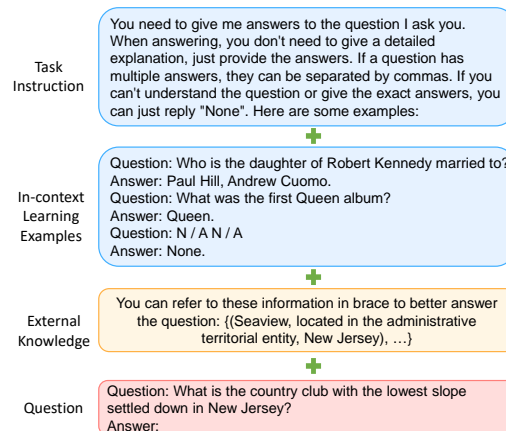 Task
Instruction
You need to give me answers to the question I ask you.
When answering, you don't need to give a detailed
explanation, just provide the answers. If a question has
multiple answers, they can be separated by commas. If you
can't understand the question or give the exact answers, you
can just reply "None". Here are some examples:
In-context
Learning
Examples
Question: Who is the daughter of Robert Kennedy married to?
Answer: Paul Hill, Andrew Cuomo.
Question: What was the first Queen album?
Answer: Queen.
Question: N / A N / A
Answer: None.
External
Knowledge
You can refer to these information in brace to better answer
the question: {(Seaview, located in the administrative
territorial entity, New Jersey), …}
Question
Question: What is the country club with the lowest slope
settled down in New Jersey?
Answer: